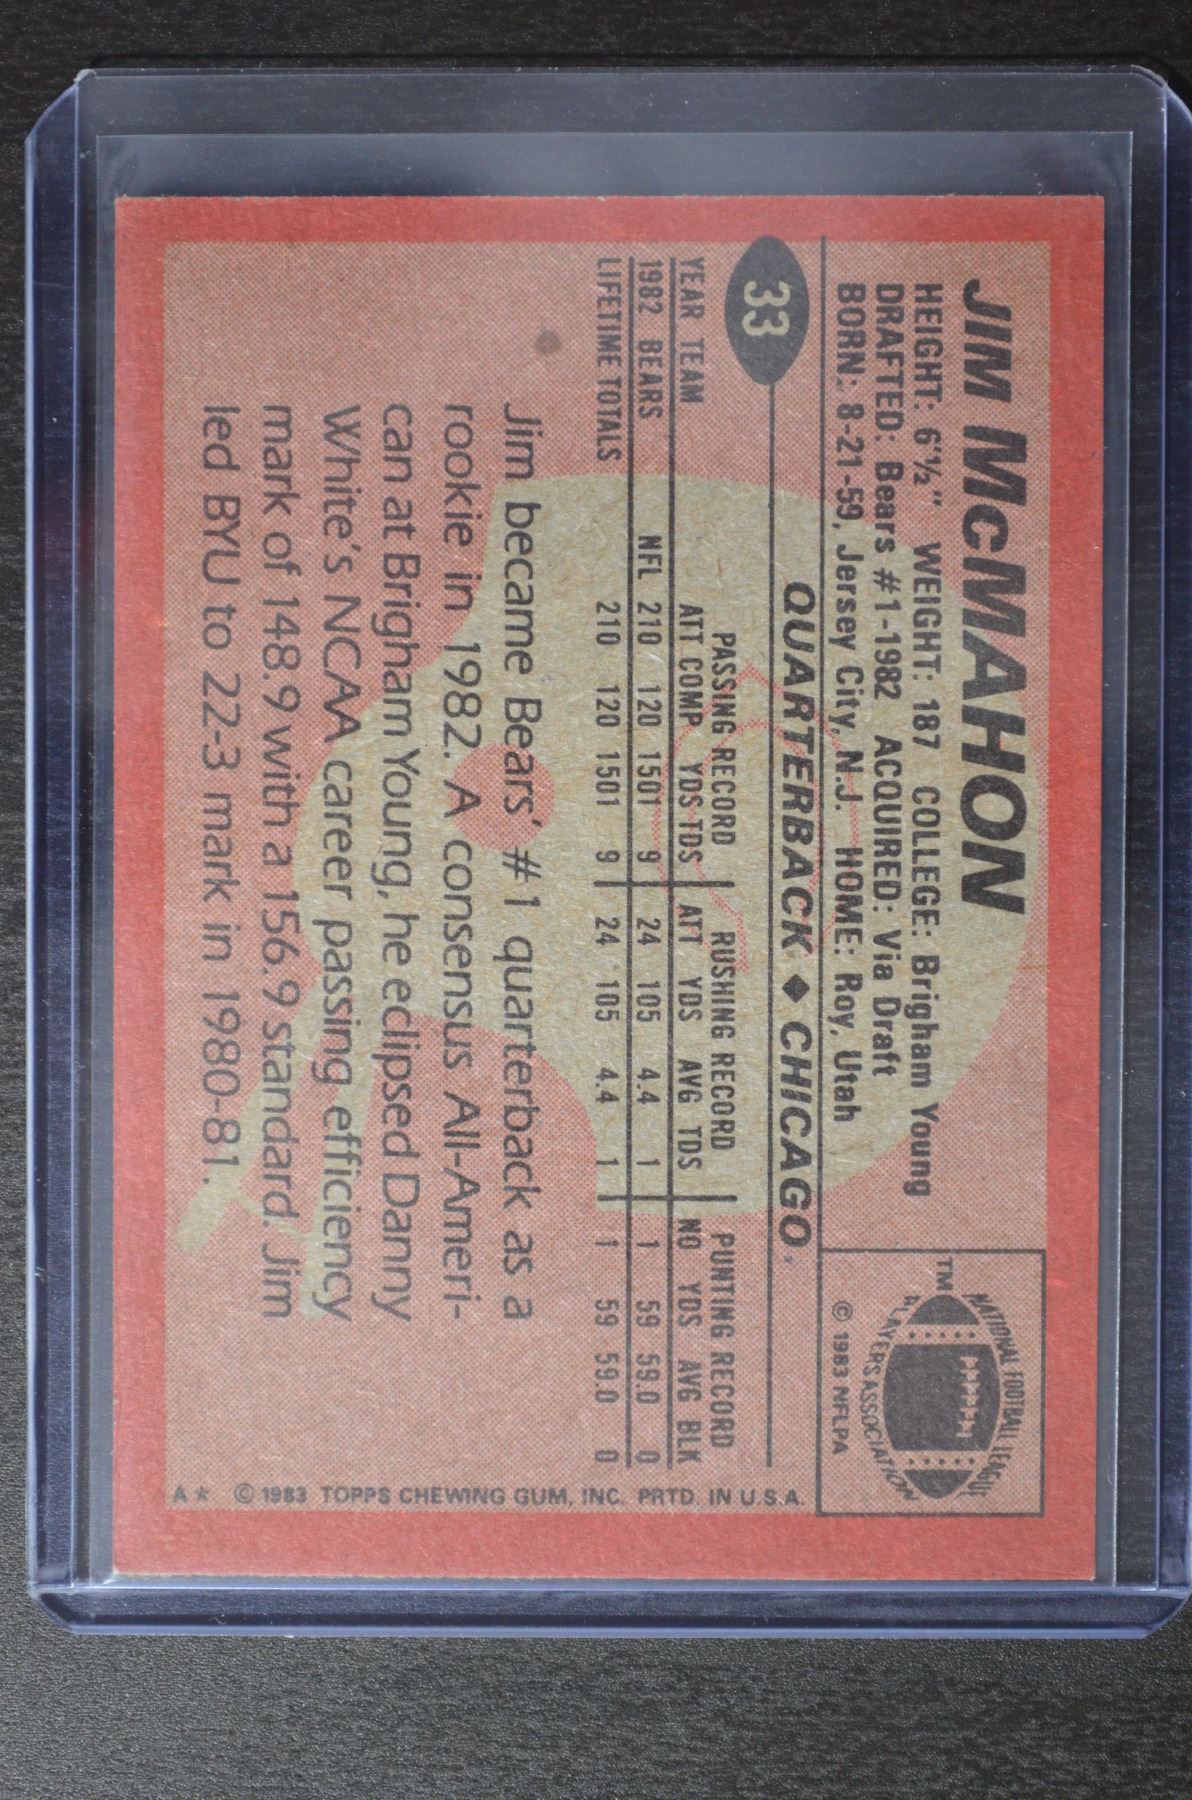 JIM McMAHON
HEIGHT: 6'½" WEIGHT: 187 COLLEGE: Brigham Young
DRAFTED: Bears #1-1982 ACQUIRED: Via Draft
BORN: 8-21-59, Jersey City, N.J. HOME: Roy, Utah
TM NATIONAL FOOTBALL LEAGUE
PLAYERS ASSOCIATION
© 1983 NFLPA
33
QUARTERBACK ♦ CHICAGO
PASSING RECORD RUSHING RECORD PUNTING RECORD
YEAR TEAM ATT COMP YDS TDS ATT YDS AVG TDS NO YDS AVG BLK
1982 BEARS NFL 210 120 1501 9 24 105 4.4 1 1 59 59.0 0
LIFETIME TOTALS 210 120 1501 9 24 105 4.4 1 1 59 59.0 0
Jim became Bears' #1 quarterback as a
rookie in 1982. A consensus All-Ameri-
can at Brigham Young, he eclipsed Danny
White's NCAA career passing efficiency
mark of 148.9 with a 156.9 standard. Jim
led BYU to 22-3 mark in 1980-81.
A* © 1983 TOPPS CHEWING GUM, INC. PRTD. IN U.S.A.